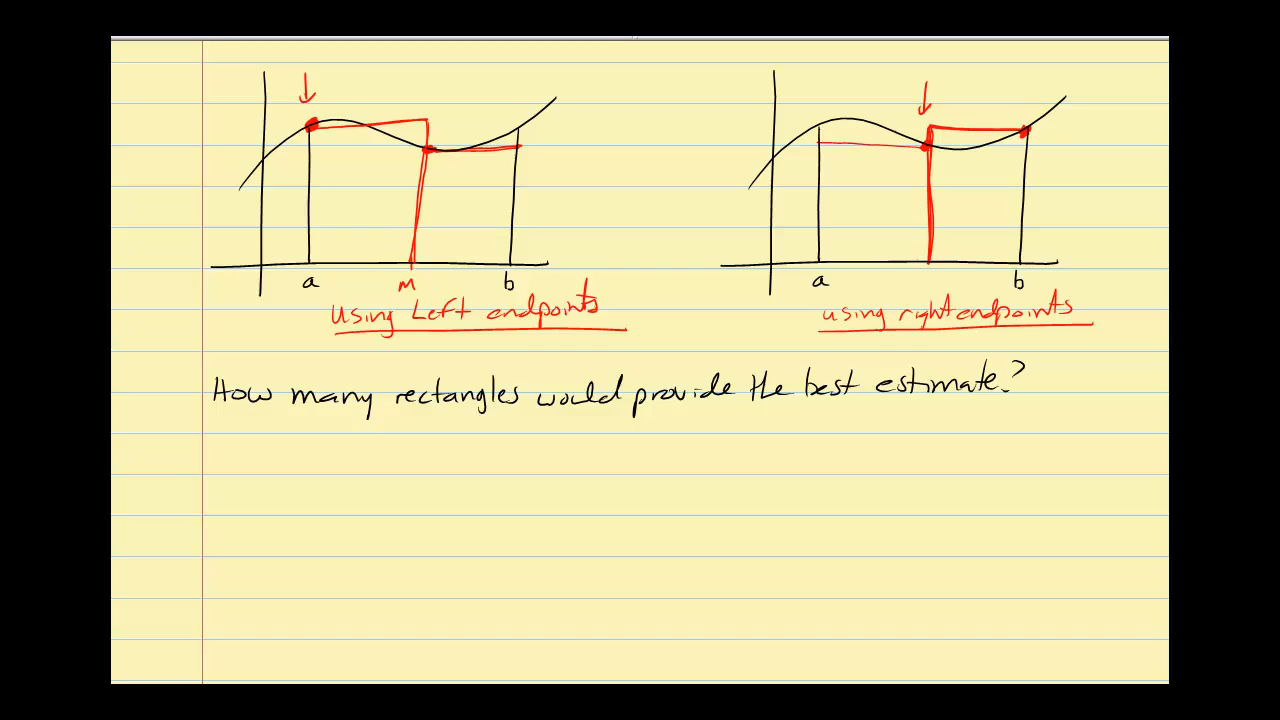 a m b a b
using Left endpoints using right endpoints
How many rectangles would provide the best estimate?